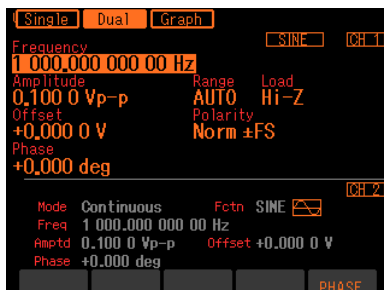 Single Dual Graph
SINE CH 1
Frequency
1 000.000 000 00 Hz
Amplitude Range Load
0.100 0 Vp-p AUTO Hi-Z
Offset Polarity
+0.000 0 V Norm ±FS
Phase
+0.000 deg
CH 2
Mode Continuous Fctn SINE
Freq 1 000.000 000 00 Hz
Amptd 0.100 0 Vp-p Offset +0.000 0 V
Phase +0.000 deg
PHASE